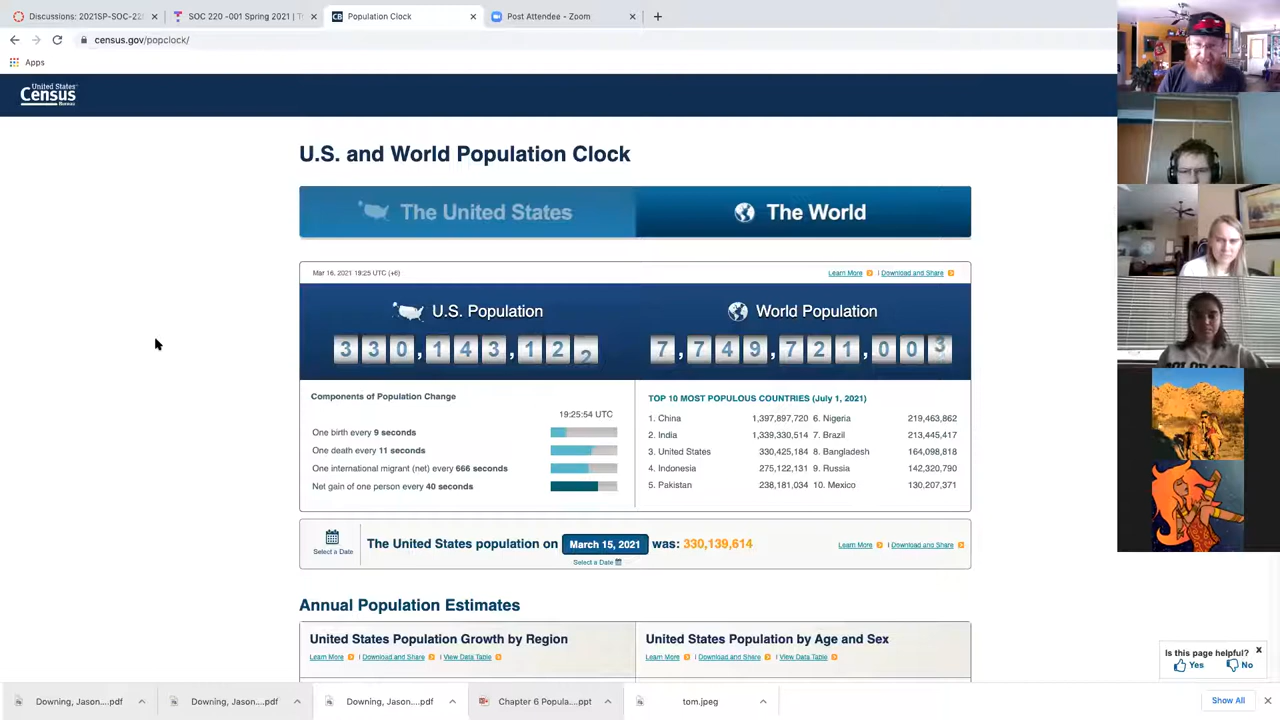 Discussions: 2021SP-SOC-22
SOC 220 -001 Spring 2021 | T
Population Clock
Post Attendee - Zoom
census.gov/popclock/
Apps
United States®
Census
Bureau
U.S. and World Population Clock
The United States
The World
Mar 16, 2021 19:25 UTC (+6)
Learn More | Download and Share
U.S. Population
World Population
330,143,122
7,749,721,003
Components of Population Change
19:25:54 UTC
One birth every 9 seconds
One death every 11 seconds
One international migrant (net) every 666 seconds
Net gain of one person every 40 seconds
TOP 10 MOST POPULOUS COUNTRIES (July 1, 2021)
1. China 1,397,897,720 6. Nigeria 219,463,862
2. India 1,339,330,514 7. Brazil 213,445,417
3. United States 330,425,184 8. Bangladesh 164,098,818
4. Indonesia 275,122,131 9. Russia 142,320,790
5. Pakistan 238,181,034 10. Mexico 130,207,371
Select a Date
The United States population on March 15, 2021 was: 330,139,614
Learn More | Download and Share
Select a Date
Annual Population Estimates
United States Population Growth by Region
Learn More | Download and Share | View Data Table
United States Population by Age and Sex
Learn More | Download and Share | View Data Table
Is this page helpful? X
Yes No
Downing, Jason....pdf
Downing, Jason....pdf
Downing, Jason....pdf
Chapter 6 Popula....ppt
tom.jpeg
Show All